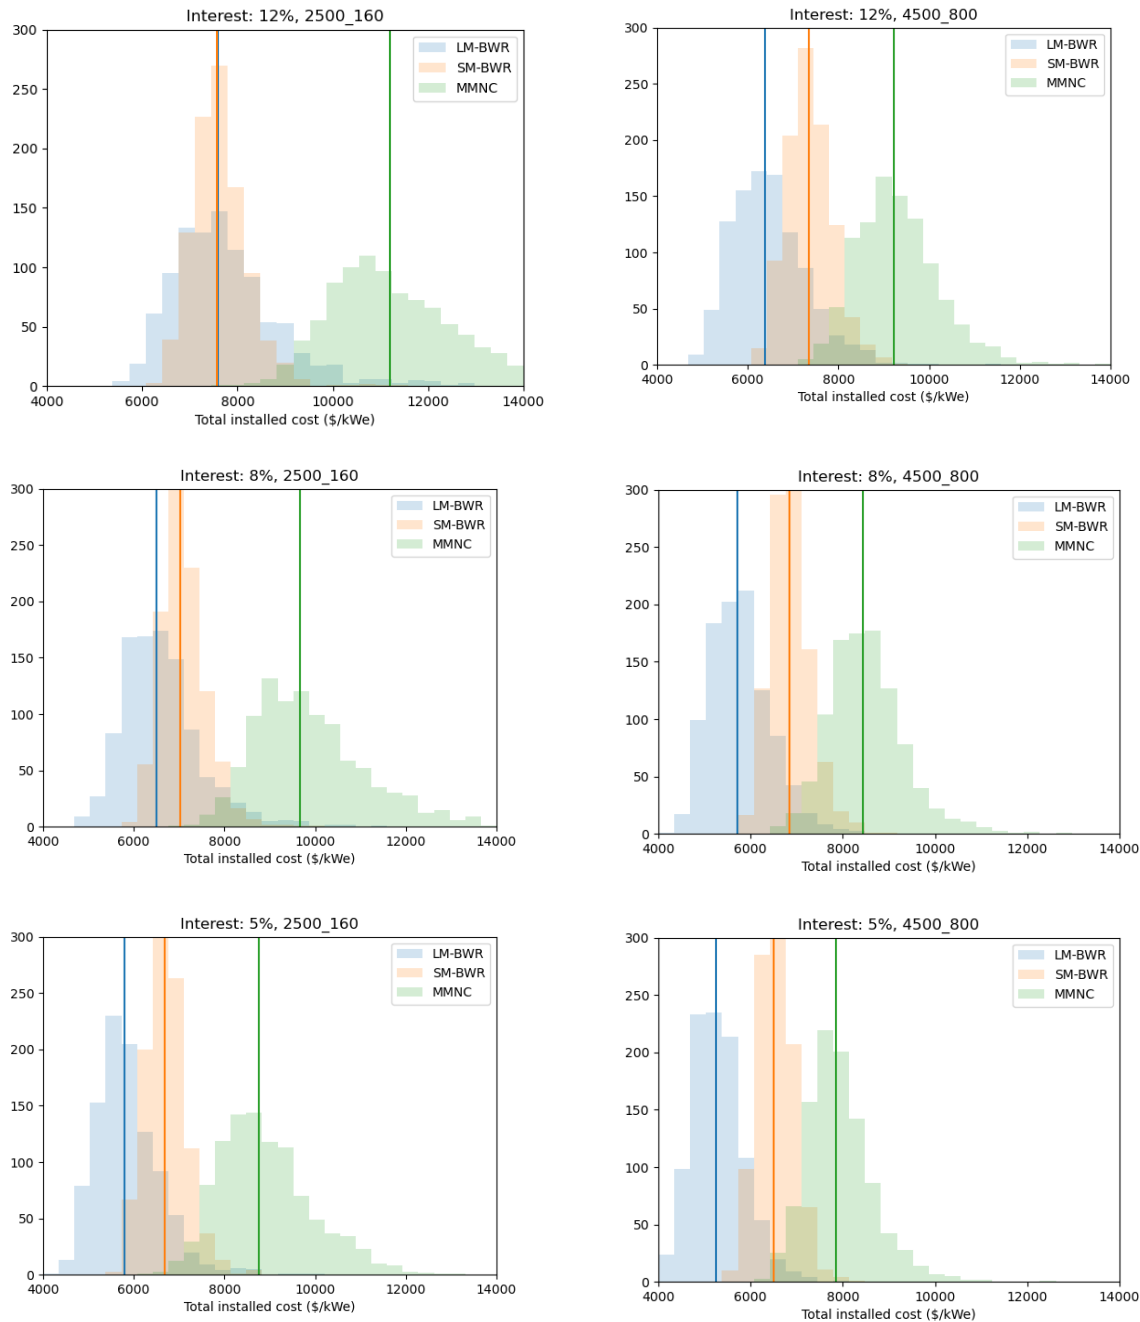 Interest: 12%, 2500_160
300
250
200
150
100
50
0
4000 6000 8000 10000 12000 14000
Total installed cost ($/kWe)
LM-BWR
SM-BWR
MMNC
Interest: 12%, 4500_800
300
250
200
150
100
50
0
4000 6000 8000 10000 12000 14000
Total installed cost ($/kWe)
LM-BWR
SM-BWR
MMNC
Interest: 8%, 2500_160
300
250
200
150
100
50
0
4000 6000 8000 10000 12000 14000
Total installed cost ($/kWe)
LM-BWR
SM-BWR
MMNC
Interest: 8%, 4500_800
300
250
200
150
100
50
0
4000 6000 8000 10000 12000 14000
Total installed cost ($/kWe)
LM-BWR
SM-BWR
MMNC
Interest: 5%, 2500_160
300
250
200
150
100
50
0
4000 6000 8000 10000 12000 14000
Total installed cost ($/kWe)
LM-BWR
SM-BWR
MMNC
Interest: 5%, 4500_800
300
250
200
150
100
50
0
4000 6000 8000 10000 12000 14000
Total installed cost ($/kWe)
LM-BWR
SM-BWR
MMNC